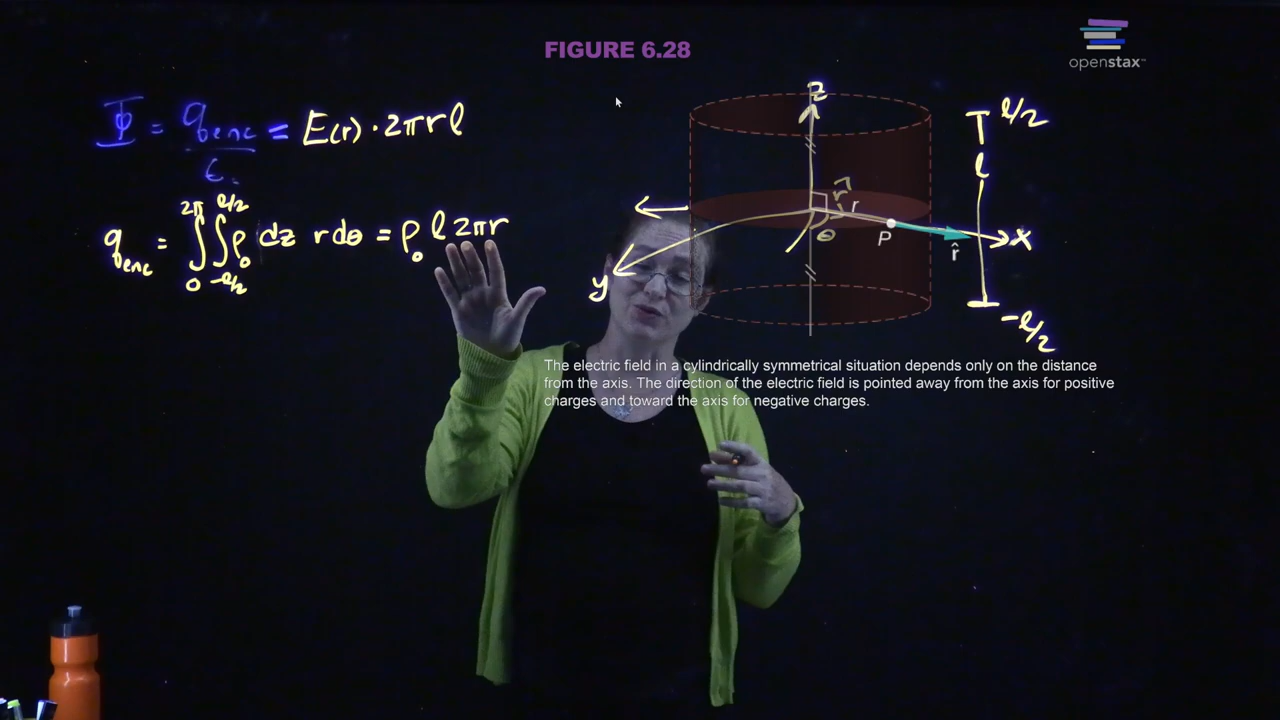 FIGURE 6.28
openstax™
Φ = q_enc / ε₀ = E(r) · 2πrl
q_enc = ∫₀^{2π} ∫_{-l/2}^{l/2} ρ₀ dz r dθ = ρ₀ l 2πr
z
l/2
l
r⃗
r
θ
P
r̂
x
y
-l/2
The electric field in a cylindrically symmetrical situation depends only on the distance
from the axis. The direction of the electric field is pointed away from the axis for positive
charges and toward the axis for negative charges.